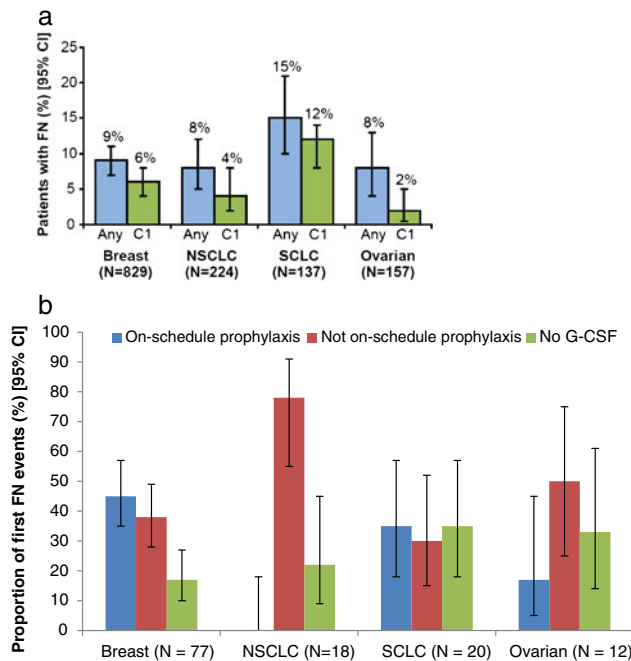 a
Patients with FN (%) [95% CI]
25
20
15
10
5
0
9%
6%
8%
4%
15%
12%
8%
2%
Any C1 Any C1 Any C1 Any C1
Breast NSCLC SCLC Ovarian
(N=829) (N=224) (N=137) (N=157)
b
Proportion of first FN events (%) [95% CI]
100
90
80
70
60
50
40
30
20
10
0
On-schedule prophylaxis Not on-schedule prophylaxis No G-CSF
Breast (N = 77) NSCLC (N=18) SCLC (N = 20) Ovarian (N = 12)